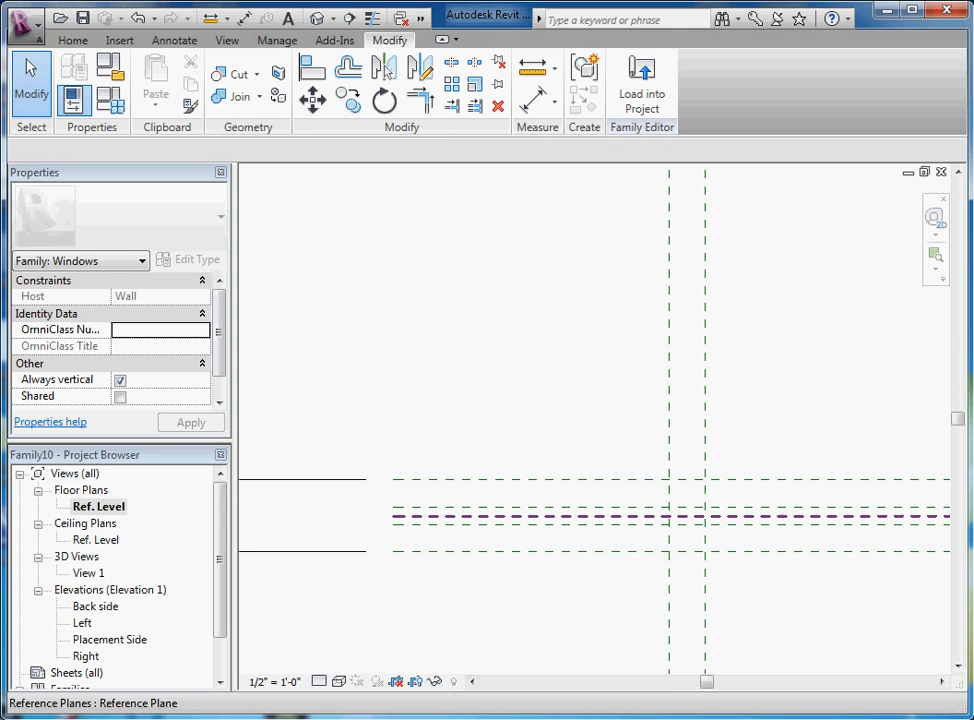 Autodesk Revit ...
Type a keyword or phrase
Home Insert Annotate View Manage Add-Ins Modify
Modify
Paste
Cut
Join
Load into
Project
Select Properties Clipboard Geometry Modify Measure Create Family Editor
Properties
Family: Windows Edit Type
Constraints
Host Wall
Identity Data
OmniClass Nu...
OmniClass Title
Other
Always vertical
Shared
Properties help Apply
Family10 - Project Browser
Views (all)
Floor Plans
Ref. Level
Ceiling Plans
Ref. Level
3D Views
View 1
Elevations (Elevation 1)
Back side
Left
Placement Side
Right
Sheets (all)
2D
1/2" = 1'-0"
Reference Planes : Reference Plane